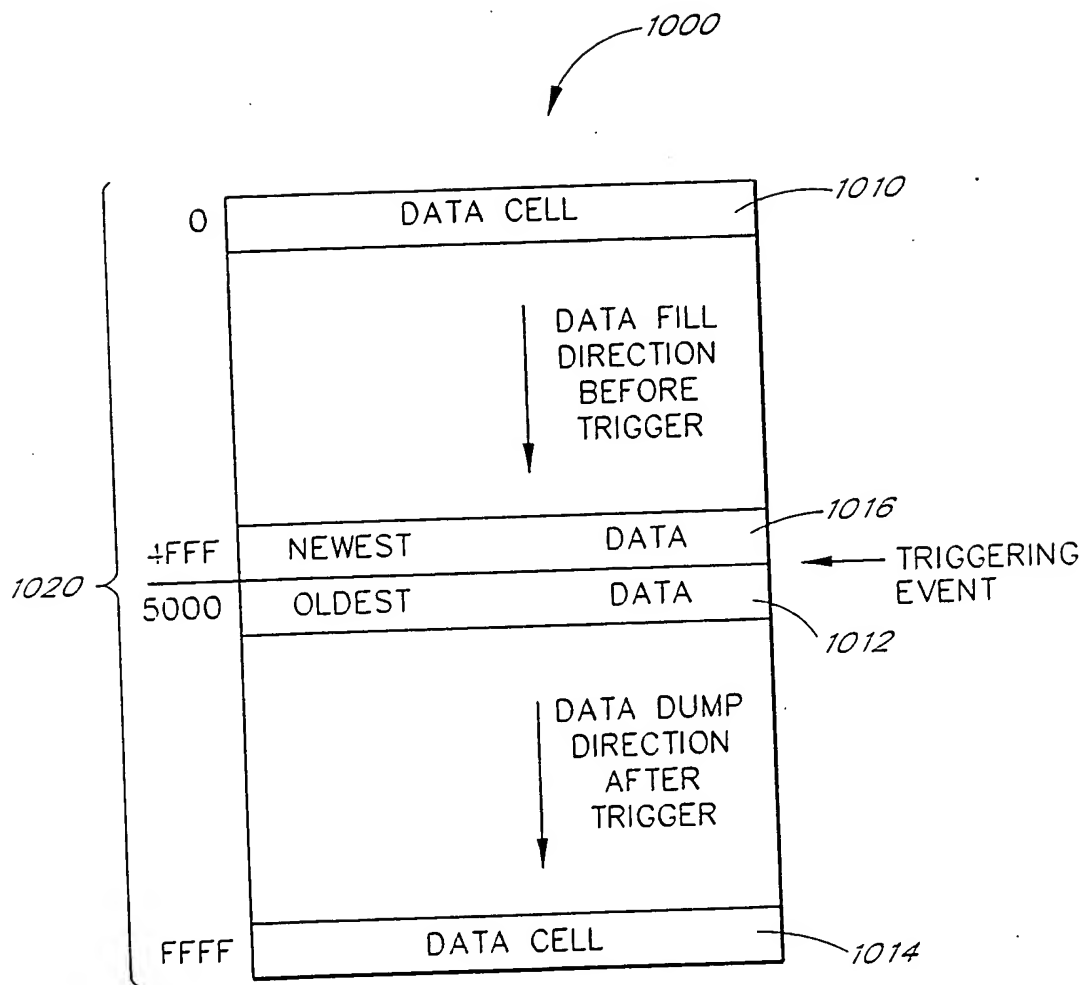 1000
1010
0 DATA CELL
DATA FILL
DIRECTION
BEFORE
TRIGGER
1016
4FFF NEWEST DATA
TRIGGERING
EVENT
1020
5000 OLDEST DATA
1012
DATA DUMP
DIRECTION
AFTER
TRIGGER
FFFF DATA CELL
1014